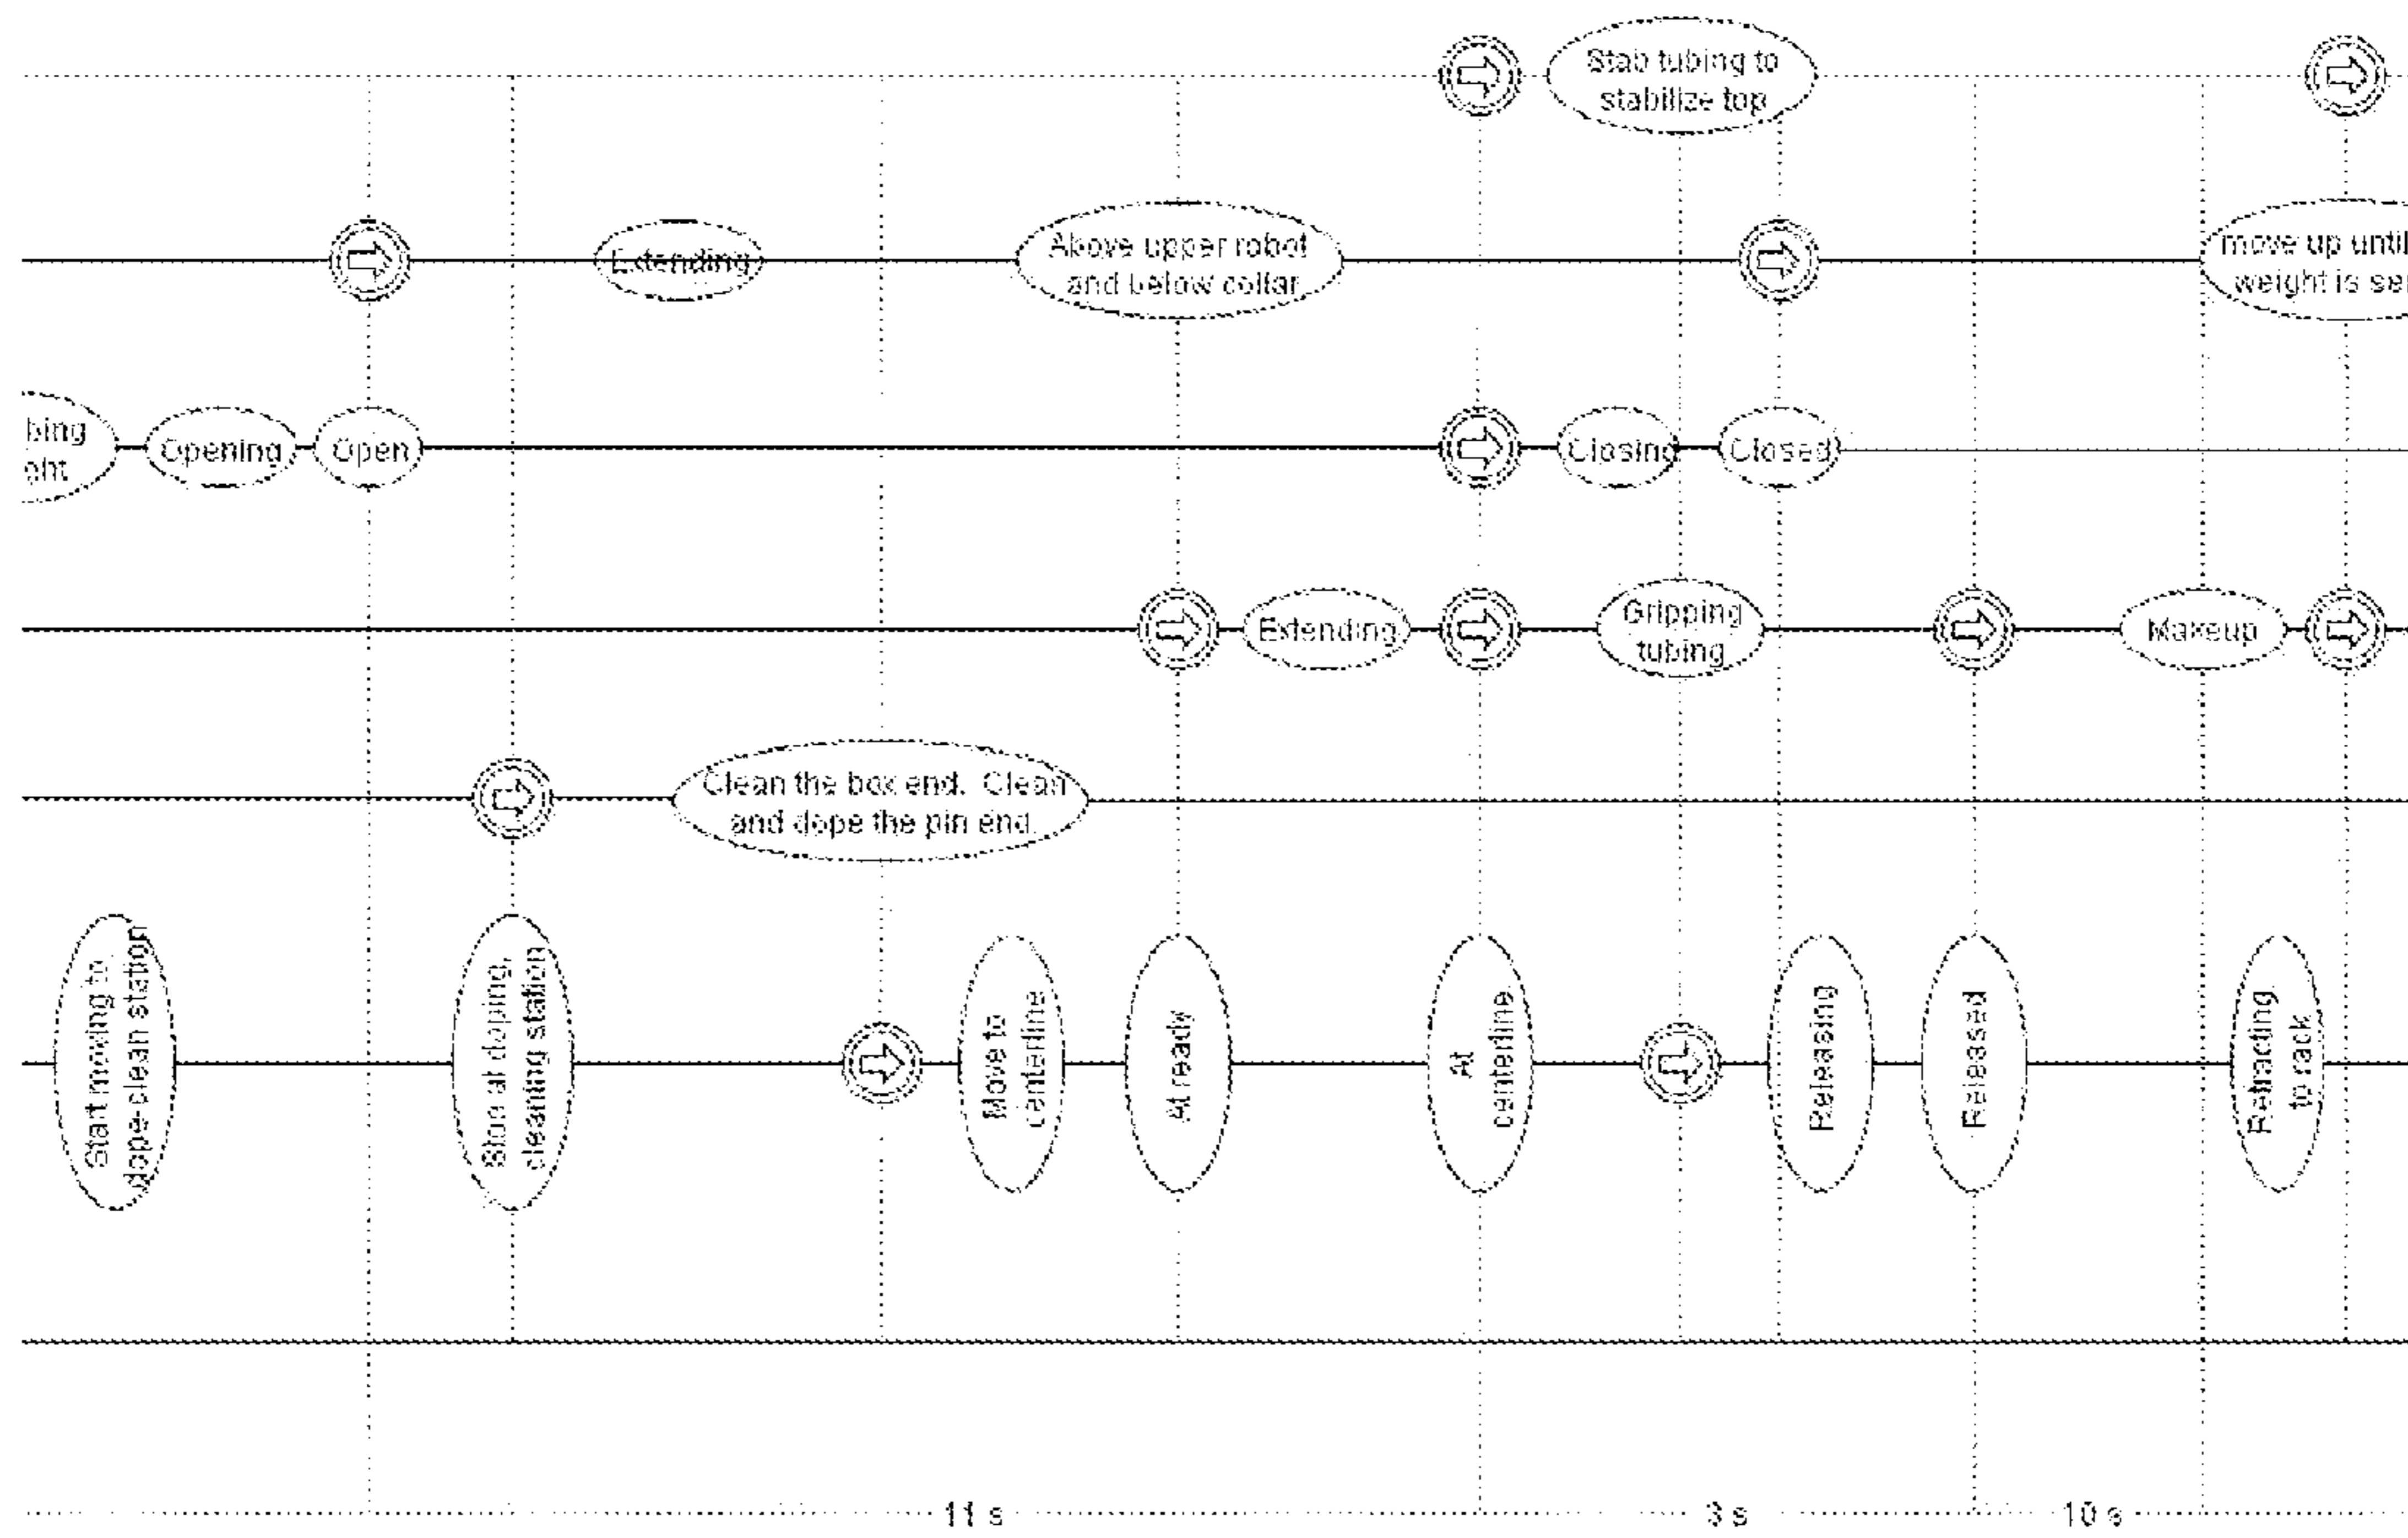 Stab tubing to
stabilize top
Extending
Above upper robot
and below collar
move up until
weight is se
bing
ght
Opening
Open
Closing
Closed
Extending
Gripping
tubing
Makeup
Clean the box end. Clean
and dope the pin end.
Start moving to
dope-clean station
Stop at doping,
cleaning station
Move to
centerline
At ready
At
centerline
Releasing
Released
Retracting
to rack
11 s
3 s
10 s